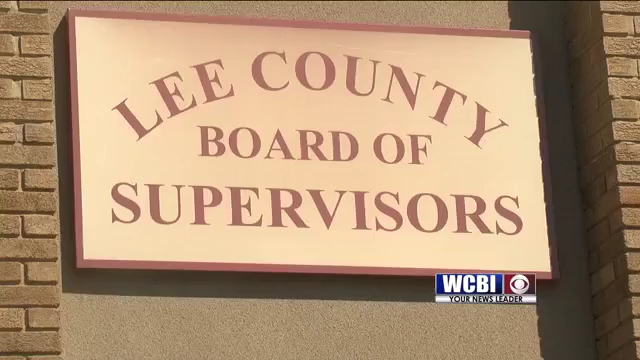 LEE COUNTY
BOARD OF
SUPERVISORS
WCBI
YOUR NEWS LEADER